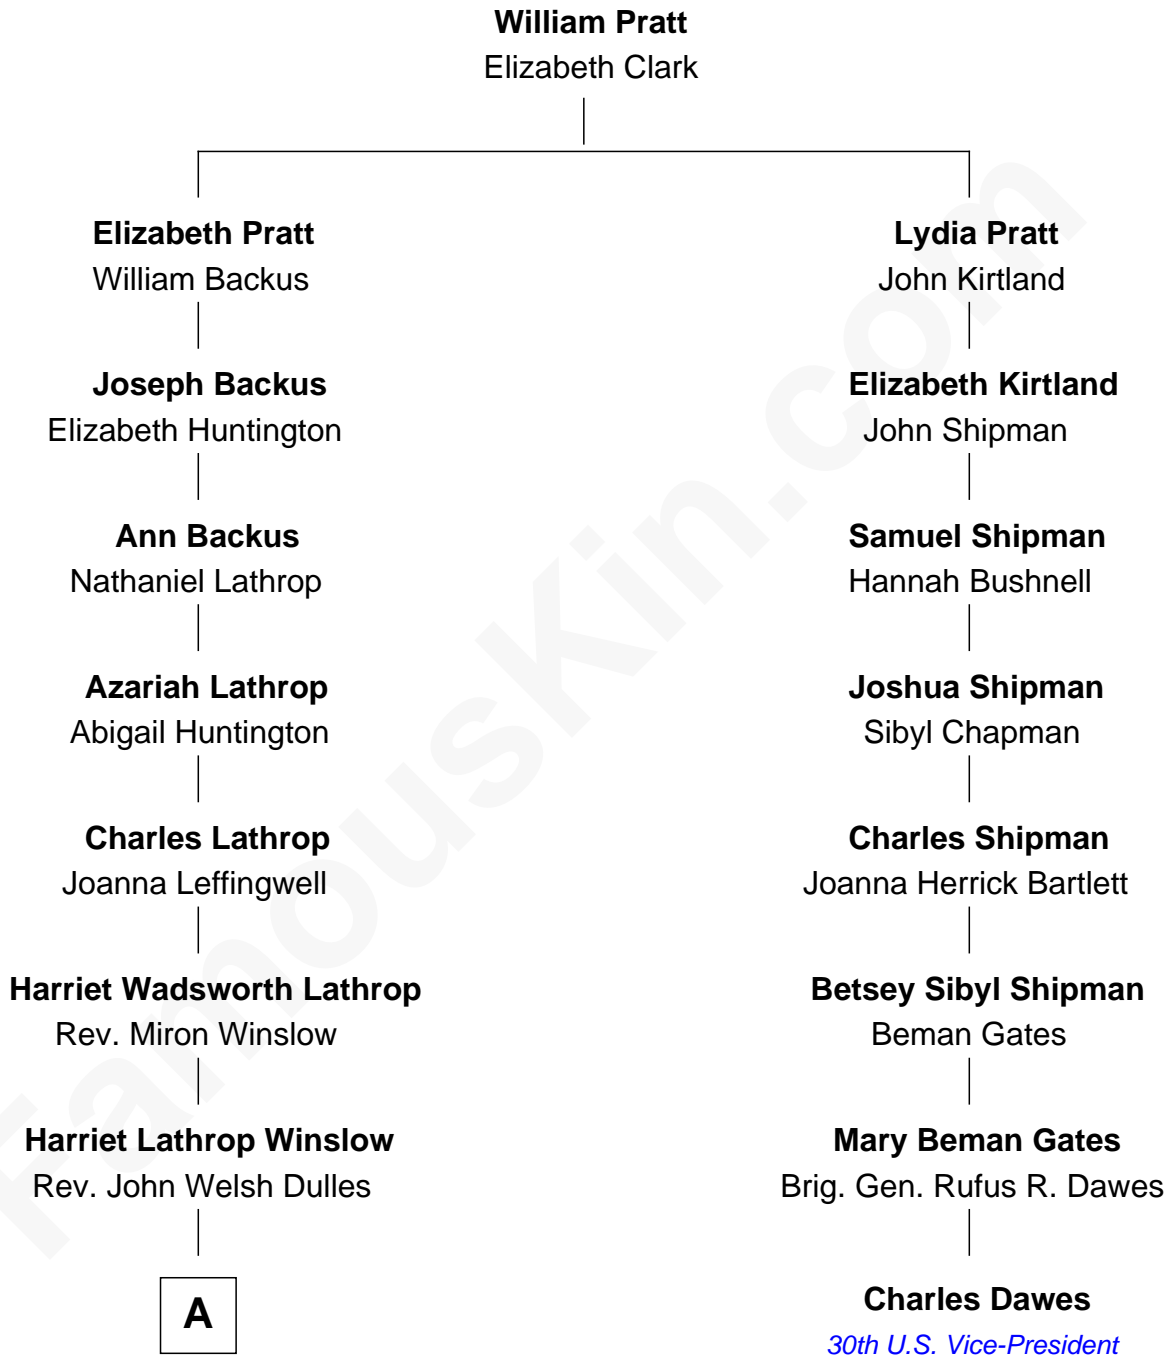 William Pratt
Elizabeth Clark
Elizabeth Pratt
William Backus
Joseph Backus
Elizabeth Huntington
Ann Backus
Nathaniel Lathrop
Azariah Lathrop
Abigail Huntington
Charles Lathrop
Joanna Leffingwell
Harriet Wadsworth Lathrop
Rev. Miron Winslow
Harriet Lathrop Winslow
Rev. John Welsh Dulles
A
Lydia Pratt
John Kirtland
Elizabeth Kirtland
John Shipman
Samuel Shipman
Hannah Bushnell
Joshua Shipman
Sibyl Chapman
Charles Shipman
Joanna Herrick Bartlett
Betsey Sibyl Shipman
Beman Gates
Mary Beman Gates
Brig. Gen. Rufus R. Dawes
Charles Dawes
30th U.S. Vice-President
FamousKin.com